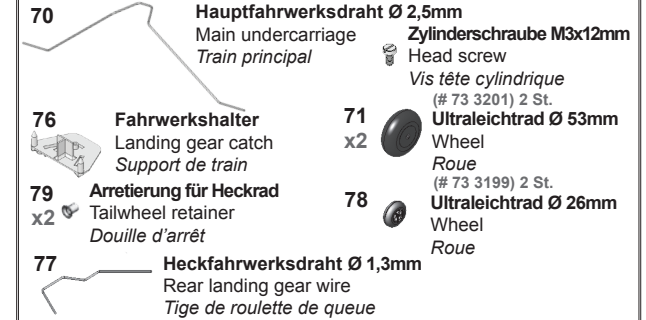 70
Hauptfahrwerksdraht Ø 2,5mm
Main undercarriage
Train principal
Zylinderschraube M3x12mm
Head screw
Vis tête cylindrique
76
Fahrwerkshalter
Landing gear catch
Support de train
71
x2
(# 73 3201) 2 St.
Ultraleichtrad Ø 53mm
Wheel
Roue
79
x2
Arretierung für Heckrad
Tailwheel retainer
Douille d'arrêt
78
(# 73 3199) 2 St.
Ultraleichtrad Ø 26mm
Wheel
Roue
77
Heckfahrwerksdraht Ø 1,3mm
Rear landing gear wire
Tige de roulette de queue